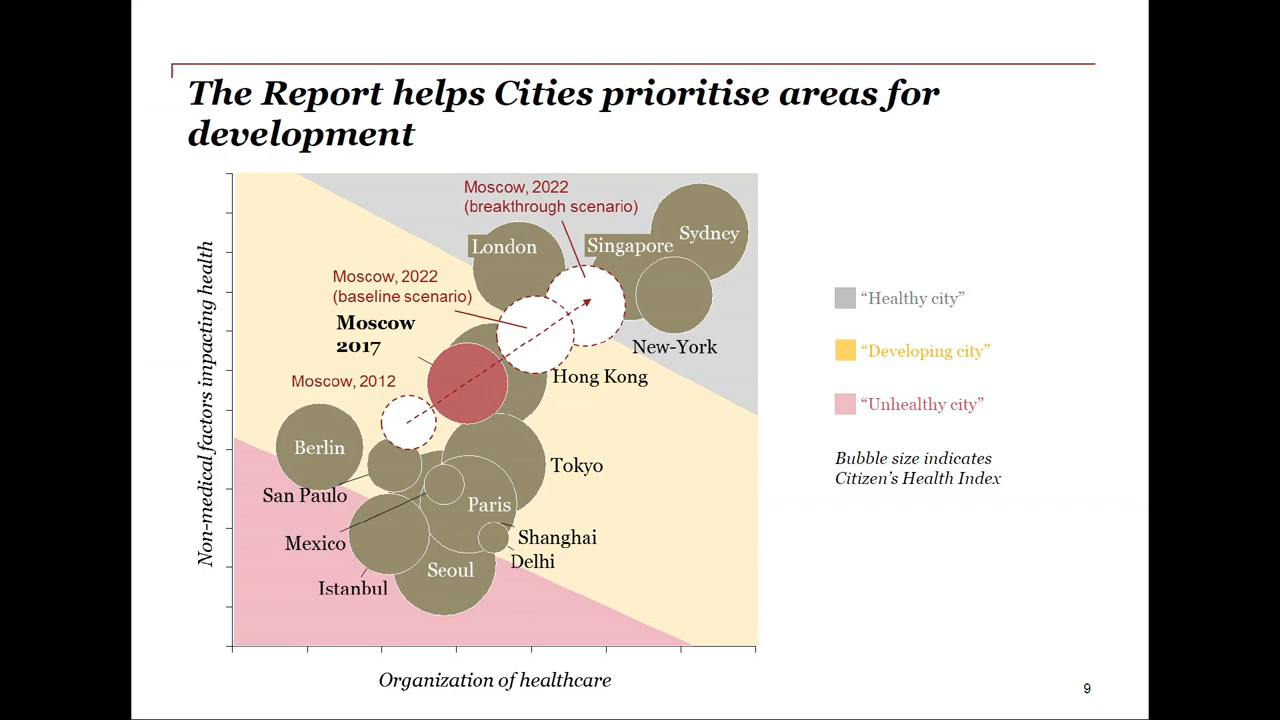 The Report helps Cities prioritise areas for
development
Moscow, 2022
(breakthrough scenario)
Sydney
London
Singapore
Moscow, 2022
(baseline scenario)
Moscow
2017
New-York
Hong Kong
Moscow, 2012
Berlin
Tokyo
San Paulo
Paris
Mexico
Shanghai
Delhi
Seoul
Istanbul
Non-medical factors impacting health
Organization of healthcare
“Healthy city”
“Developing city”
“Unhealthy city”
Bubble size indicates
Citizen’s Health Index
9